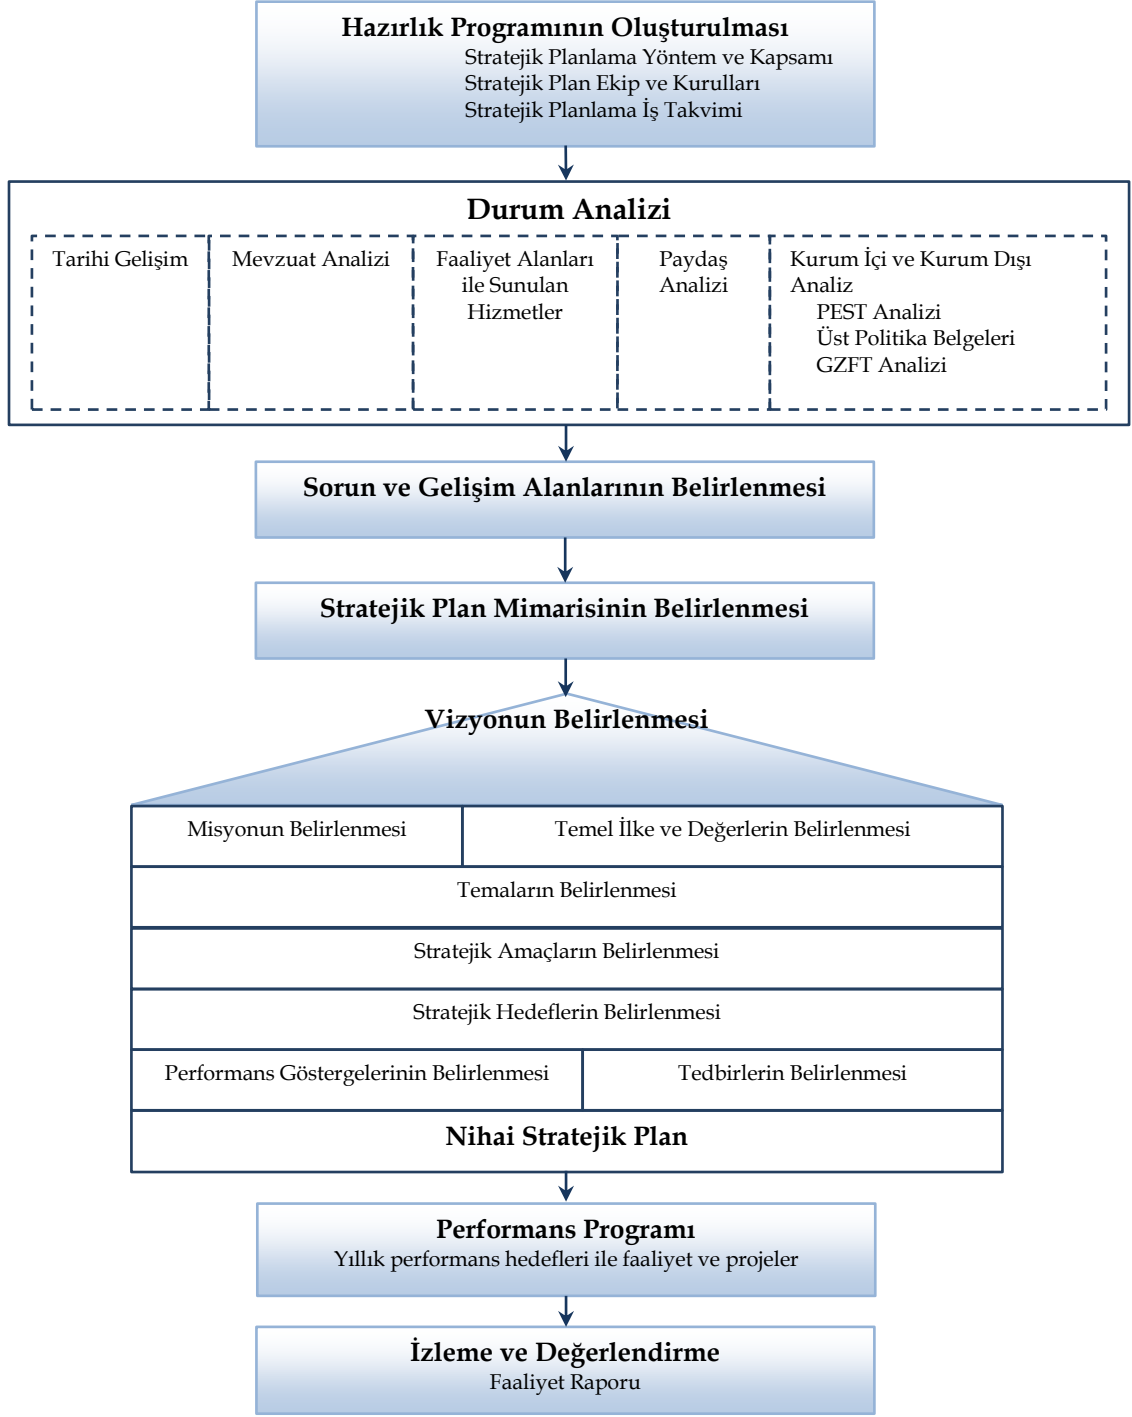 Hazırlık Programının Oluşturulması
Stratejik Planlama Yöntem ve Kapsamı
Stratejik Plan Ekip ve Kurulları
Stratejik Planlama İş Takvimi
Durum Analizi
Tarihi Gelişim
Mevzuat Analizi
Faaliyet Alanları
ile Sunulan
Hizmetler
Paydaş
Analizi
Kurum İçi ve Kurum Dışı
Analiz
PEST Analizi
Üst Politika Belgeleri
GZFT Analizi
Sorun ve Gelişim Alanlarının Belirlenmesi
Stratejik Plan Mimarisinin Belirlenmesi
Vizyonun Belirlenmesi
Misyonun Belirlenmesi
Temel İlke ve Değerlerin Belirlenmesi
Temaların Belirlenmesi
Stratejik Amaçların Belirlenmesi
Stratejik Hedeflerin Belirlenmesi
Performans Göstergelerinin Belirlenmesi
Tedbirlerin Belirlenmesi
Nihai Stratejik Plan
Performans Programı
Yıllık performans hedefleri ile faaliyet ve projeler
İzleme ve Değerlendirme
Faaliyet Raporu